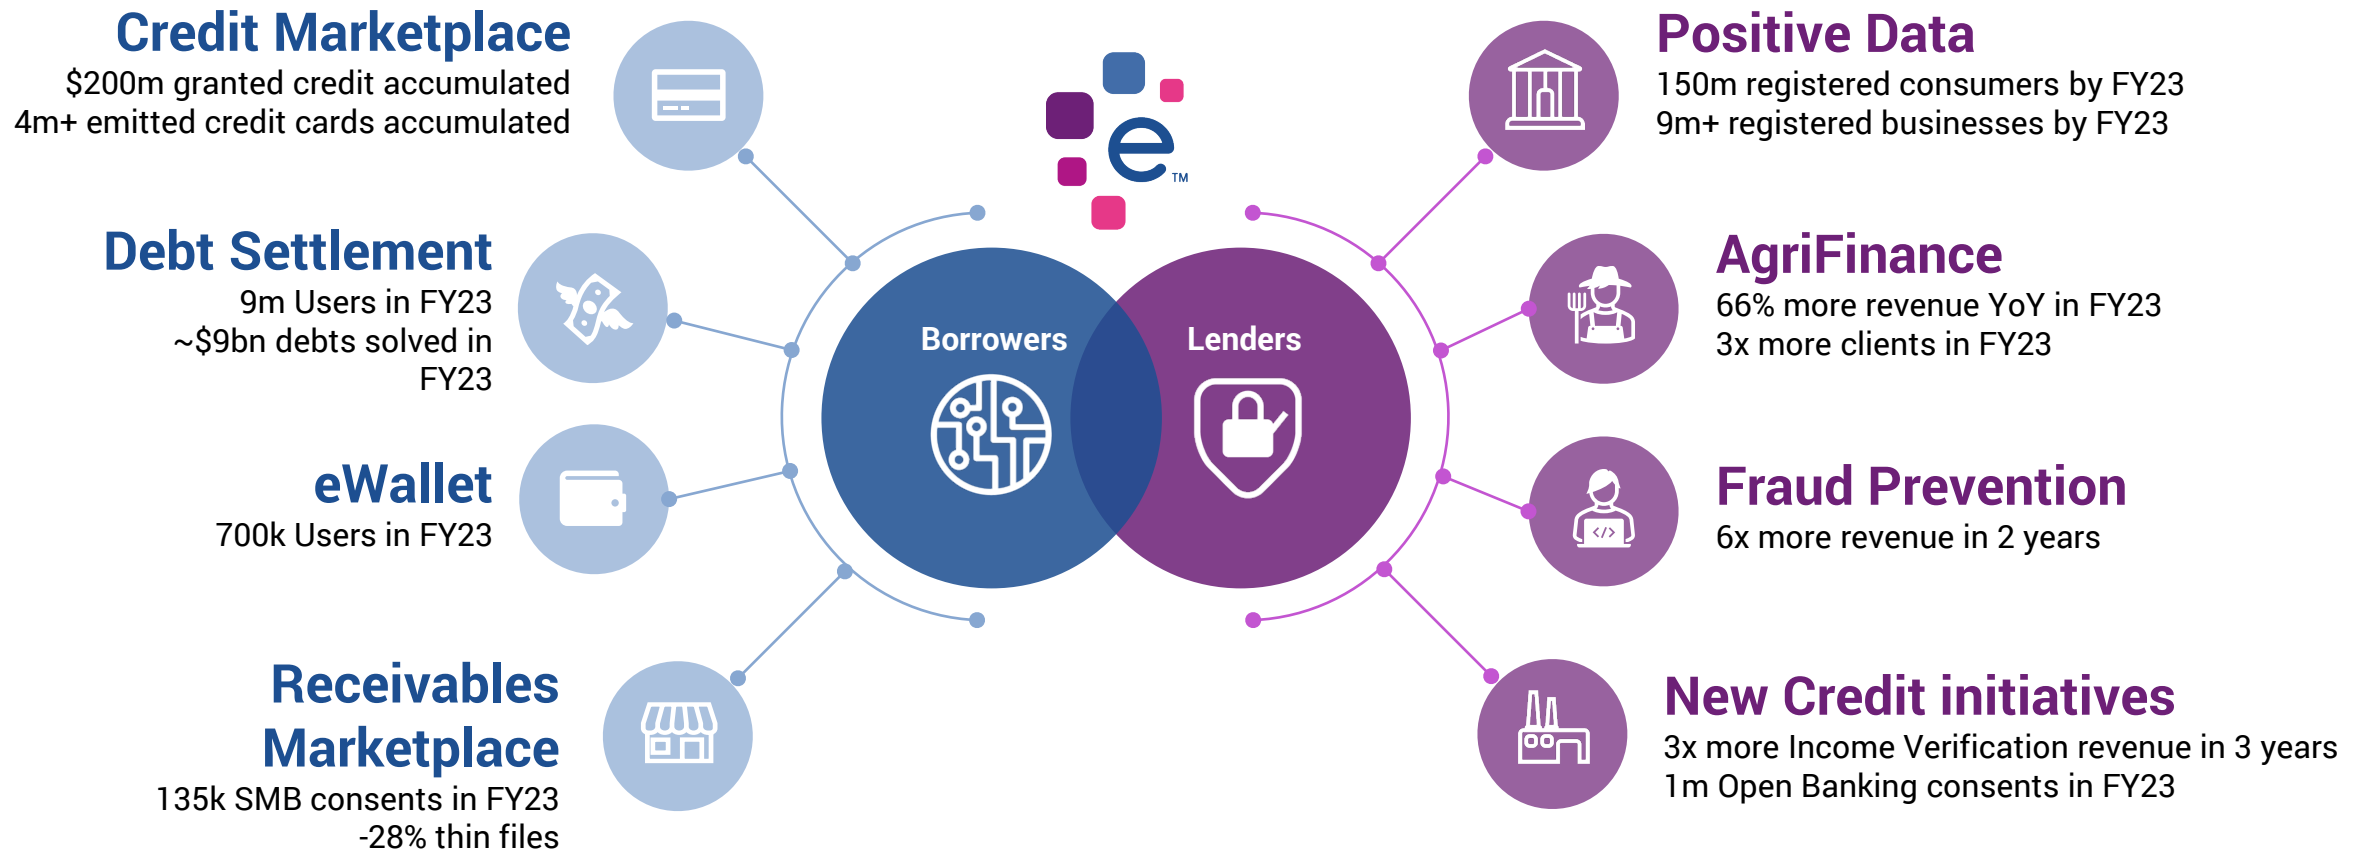 Credit Marketplace
$200m granted credit accumulated
4m+ emitted credit cards accumulated
Debt Settlement
9m Users in FY23
~$9bn debts solved in
FY23
eWallet
700k Users in FY23
Receivables
Marketplace
135k SMB consents in FY23
-28% thin files
e™
Borrowers
Lenders
Positive Data
150m registered consumers by FY23
9m+ registered businesses by FY23
AgriFinance
66% more revenue YoY in FY23
3x more clients in FY23
Fraud Prevention
6x more revenue in 2 years
</>
New Credit initiatives
3x more Income Verification revenue in 3 years
1m Open Banking consents in FY23